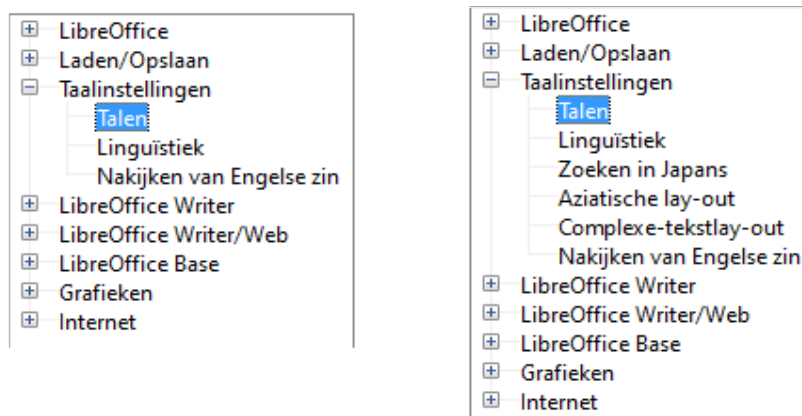 LibreOffice
Laden/Opslaan
Taalinstellingen
Talen
Linguïstiek
Nakijken van Engelse zin
LibreOffice Writer
LibreOffice Writer/Web
LibreOffice Base
Grafieken
Internet
LibreOffice
Laden/Opslaan
Taalinstellingen
Talen
Linguïstiek
Zoeken in Japans
Aziatische lay-out
Complexe-tekstlay-out
Nakijken van Engelse zin
LibreOffice Writer
LibreOffice Writer/Web
LibreOffice Base
Grafieken
Internet